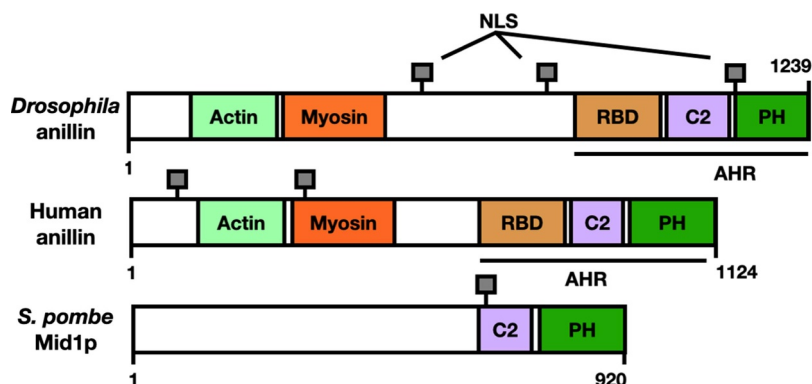 NLS
1239
Drosophila
anillin
Actin
Myosin
RBD
C2
PH
1
AHR
Human
anillin
Actin
Myosin
RBD
C2
PH
1
AHR
1124
S. pombe
Mid1p
C2
PH
1
920